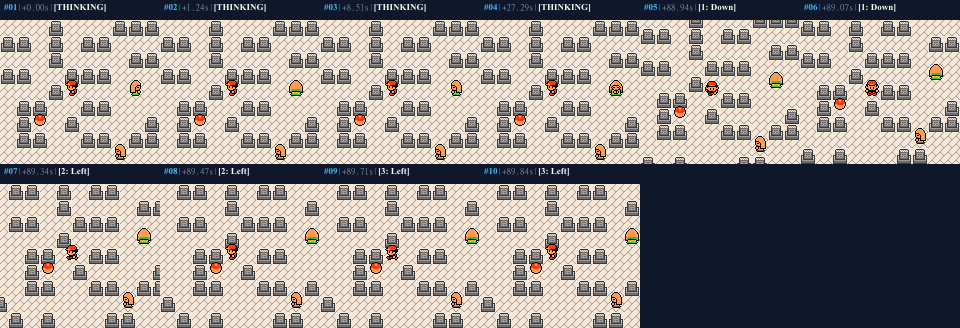 #01|+0.00s|[THINKING]
#02|+1.24s|[THINKING]
#03|+8.51s|[THINKING]
#04|+27.29s|[THINKING]
#05|+88.94s|[1: Down]
#06|+89.07s|[1: Down]
#07|+89.34s|[2: Left]
#08|+89.47s|[2: Left]
#09|+89.71s|[3: Left]
#10|+89.84s|[3: Left]